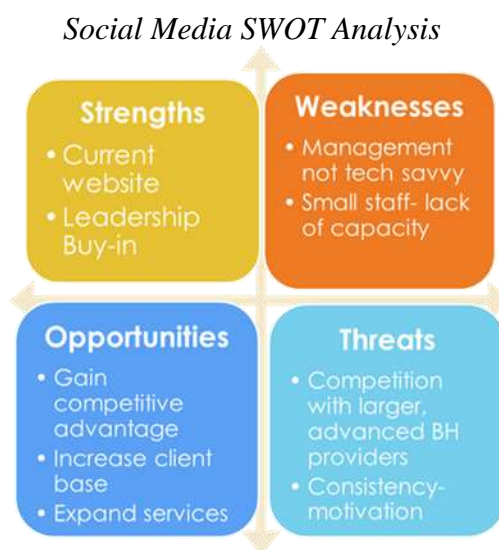 Social Media SWOT Analysis
Strengths
• Current
website
• Leadership
Buy-in
Weaknesses
• Management
not tech savvy
• Small staff- lack
of capacity
Opportunities
• Gain
competitive
advantage
• Increase client
base
• Expand services
Threats
• Competition
with larger,
advanced BH
providers
• Consistency-
motivation